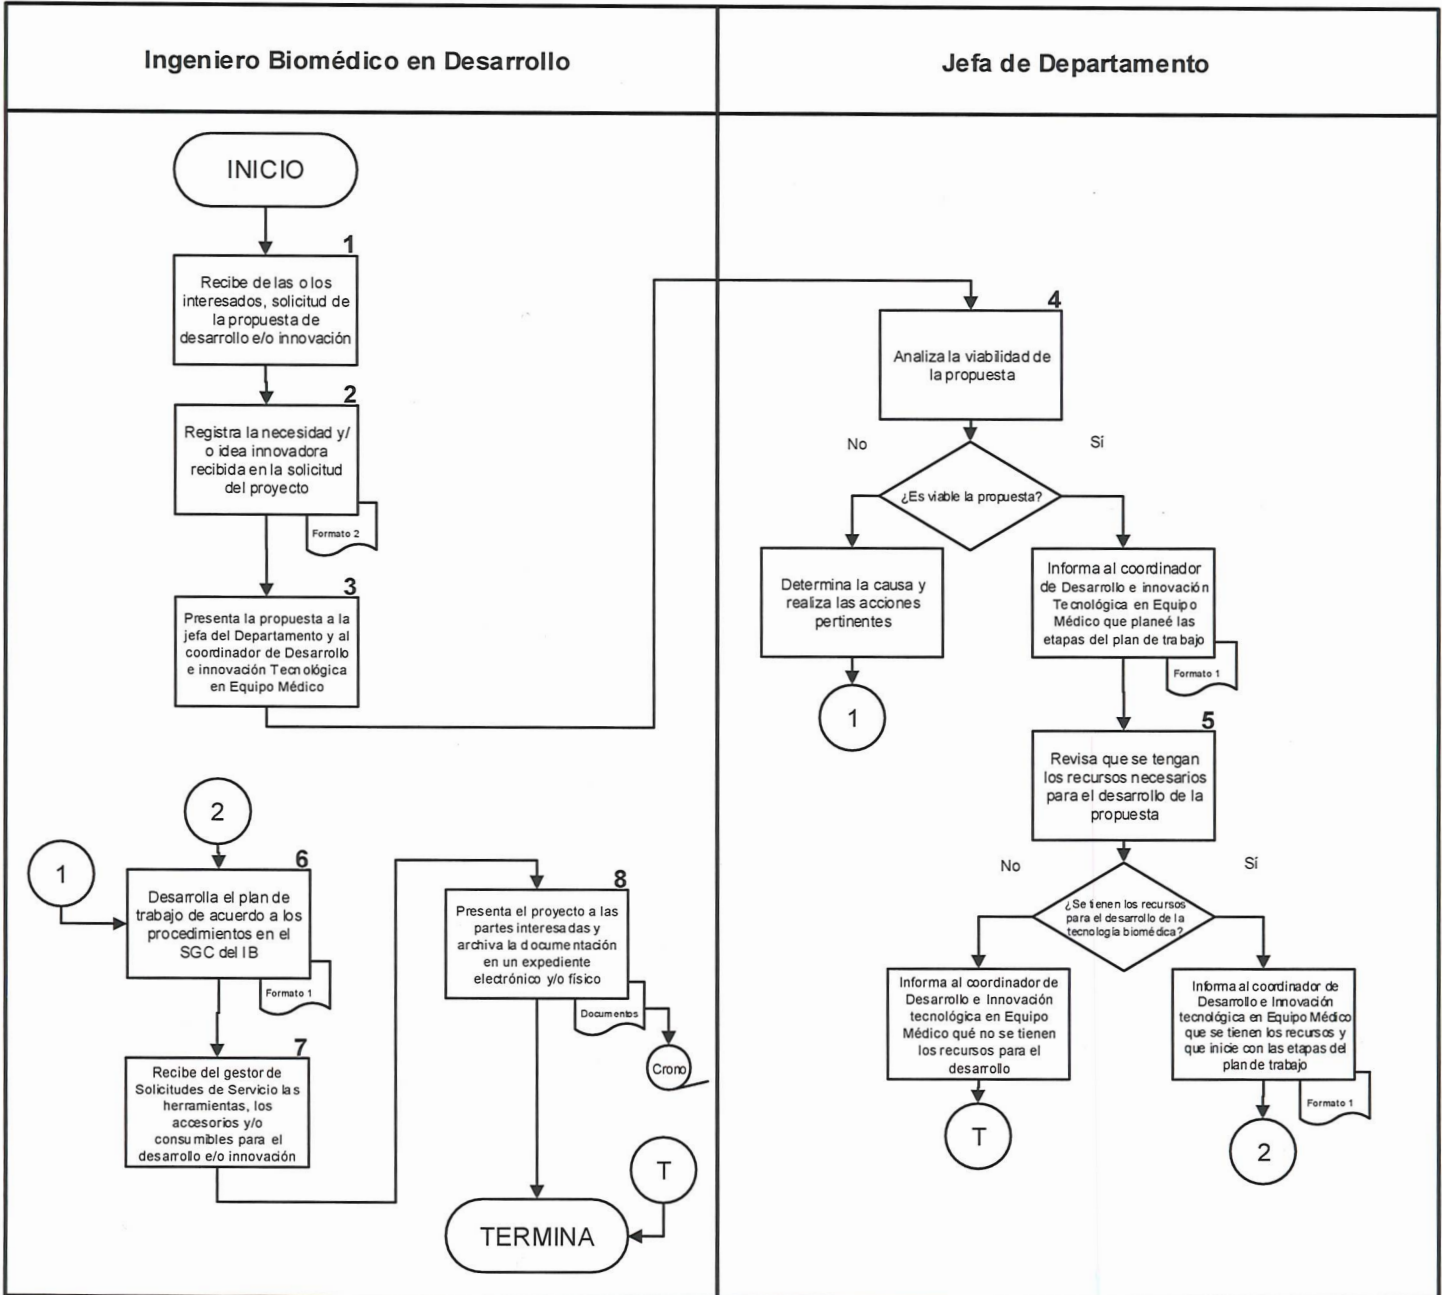 Ingeniero Biomédico en Desarrollo
Jefa de Departamento
INICIO
1
Recibe de las o los
interesados, solicitud de
la propuesta de
desarrollo e/o innovación
2
Registra la necesidad y/
o idea innovadora
recibida en la solicitud
del proyecto
Formato 2
3
Presenta la propuesta a la
jefa del Departamento y al
coordinador de Desarrollo
e innovación Tecnológica
en Equipo Médico
4
Analiza la viabilidad de
la propuesta
No
Sí
¿Es viable la propuesta?
Determina la causa y
realiza las acciones
pertinentes
1
Informa al coordinador
de Desarrollo e innovación
Tecnológica en Equipo
Médico que planeé las
etapas del plan de trabajo
Formato 1
5
Revisa que se tengan
los recursos necesarios
para el desarrollo de la
propuesta
No
Sí
¿Se tienen los recursos
para el desarrollo de la
tecnología biomédica?
Informa al coordinador de
Desarrollo e Innovación
tecnológica en Equipo
Médico qué no se tienen
los recursos para el
desarrollo
T
Informa al coordinador de
Desarrollo e Innovación
tecnológica en Equipo Médico
que se tienen los recursos y
que inicie con las etapas del
plan de trabajo
Formato 1
2
2
1
6
Desarrolla el plan de
trabajo de acuerdo a los
procedimientos en el
SGC del IB
Formato 1
7
Recibe del gestor de
Solicitudes de Servicio las
herramientas, los
accesorios y/o
consumibles para el
desarrollo e/o innovación
8
Presenta el proyecto a las
partes interesadas y
archiva la documentación
en un expediente
electrónico y/o físico
Documentos
Crono
T
TERMINA